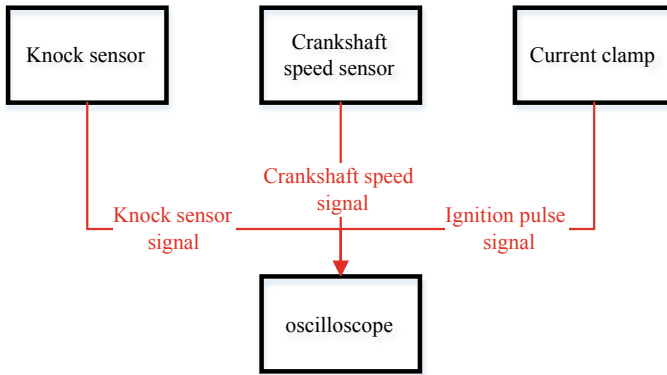 Knock sensor
Crankshaft
speed sensor
Current clamp
Crankshaft speed
signal
Knock sensor
signal
Ignition pulse
signal
oscilloscope